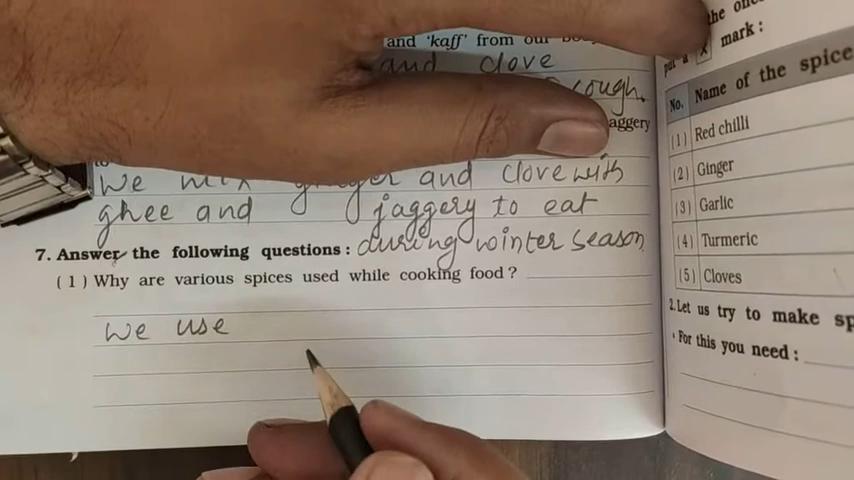 and 'kaff' from our
and clove
cough.
aggery
to
we mix ginger and clove with
ghee and jaggery to eat
during winter season
7. Answer the following questions :
( 1 ) Why are various spices used while cooking food ?
we use
the
put a x mark :
No. Name of the spice
(1) Red chilli
(2) Ginger
(3) Garlic
(4) Turmeric
(5) Cloves
2. Let us try to make sp
For this you need :